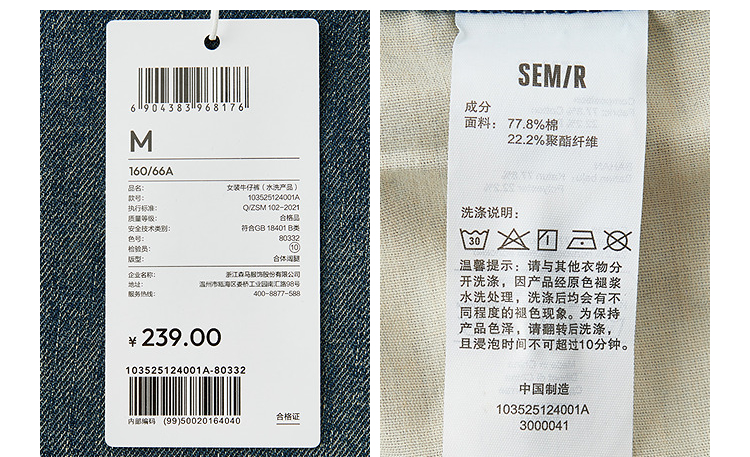 6 904383 968176
M
160/66A
品名: 女装牛仔裤（水洗产品）
款号: 103525124001A
执行标准: Q/ZSM 102-2021
质量等级: 合格品
安全技术类别: 符合GB 18401 B类
色号: 80332
检验员: 10
版型: 合体阔腿
企业名称: 浙江森马服饰股份有限公司
地址: 温州市瓯海区娄桥工业园南汇路98号
服务热线: 400-8877-588
¥ 239.00
103525124001A-80332
内部编码 (99)50020164040
合格证
SEM/R
成分
面料: 77.8%棉
22.2%聚酯纤维
洗涤说明:
30
温馨提示: 请与其他衣物分
开洗涤，因产品经原色褪浆
水洗处理，洗涤后均会有不
同程度的褪色现象。为保持
产品色泽，请翻转后洗涤，
且浸泡时间不可超过10分钟。
中国制造
103525124001A
3000041